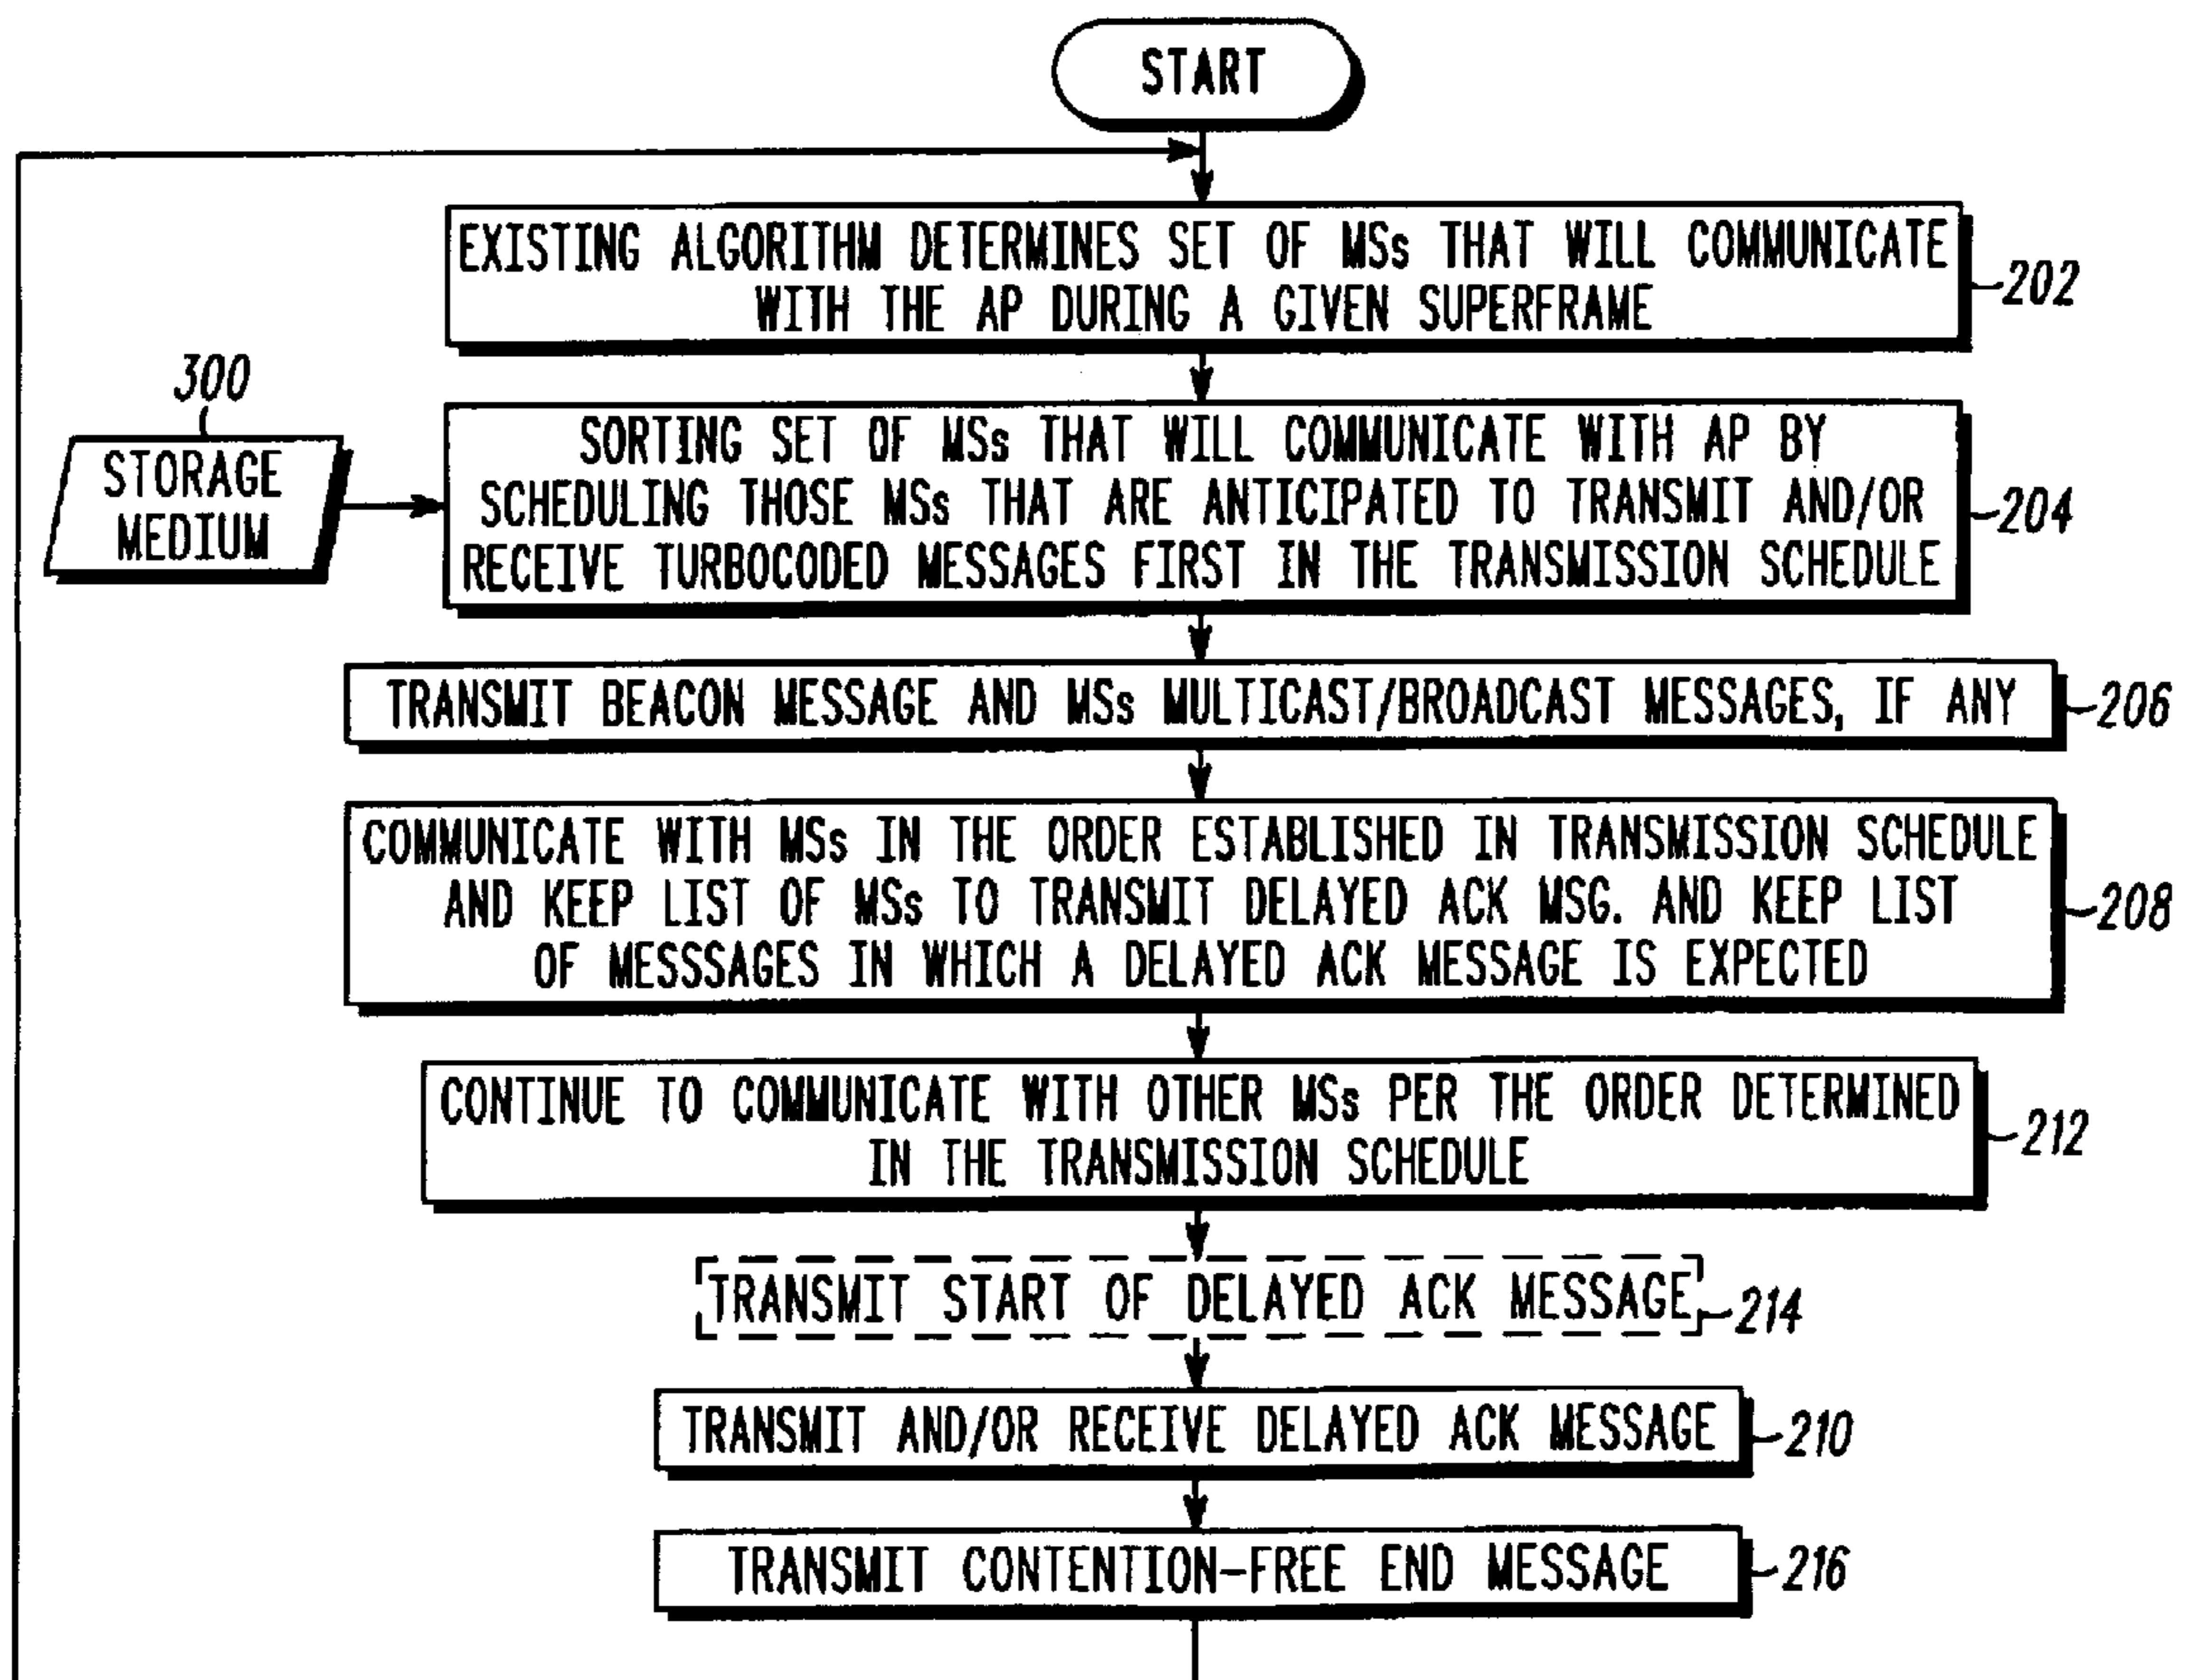 START
EXISTING ALGORITHM DETERMINES SET OF MSs THAT WILL COMMUNICATE
WITH THE AP DURING A GIVEN SUPERFRAME
202
300
STORAGE
MEDIUM
SORTING SET OF MSs THAT WILL COMMUNICATE WITH AP BY
SCHEDULING THOSE MSs THAT ARE ANTICIPATED TO TRANSMIT AND/OR
RECEIVE TURBOCODED MESSAGES FIRST IN THE TRANSMISSION SCHEDULE
204
TRANSMIT BEACON MESSAGE AND MSs MULTICAST/BROADCAST MESSAGES, IF ANY
206
COMMUNICATE WITH MSs IN THE ORDER ESTABLISHED IN TRANSMISSION SCHEDULE
AND KEEP LIST OF MSs TO TRANSMIT DELAYED ACK MSG. AND KEEP LIST
OF MESSSAGES IN WHICH A DELAYED ACK MESSAGE IS EXPECTED
208
CONTINUE TO COMMUNICATE WITH OTHER MSs PER THE ORDER DETERMINED
IN THE TRANSMISSION SCHEDULE
212
TRANSMIT START OF DELAYED ACK MESSAGE
214
TRANSMIT AND/OR RECEIVE DELAYED ACK MESSAGE
210
TRANSMIT CONTENTION-FREE END MESSAGE
216